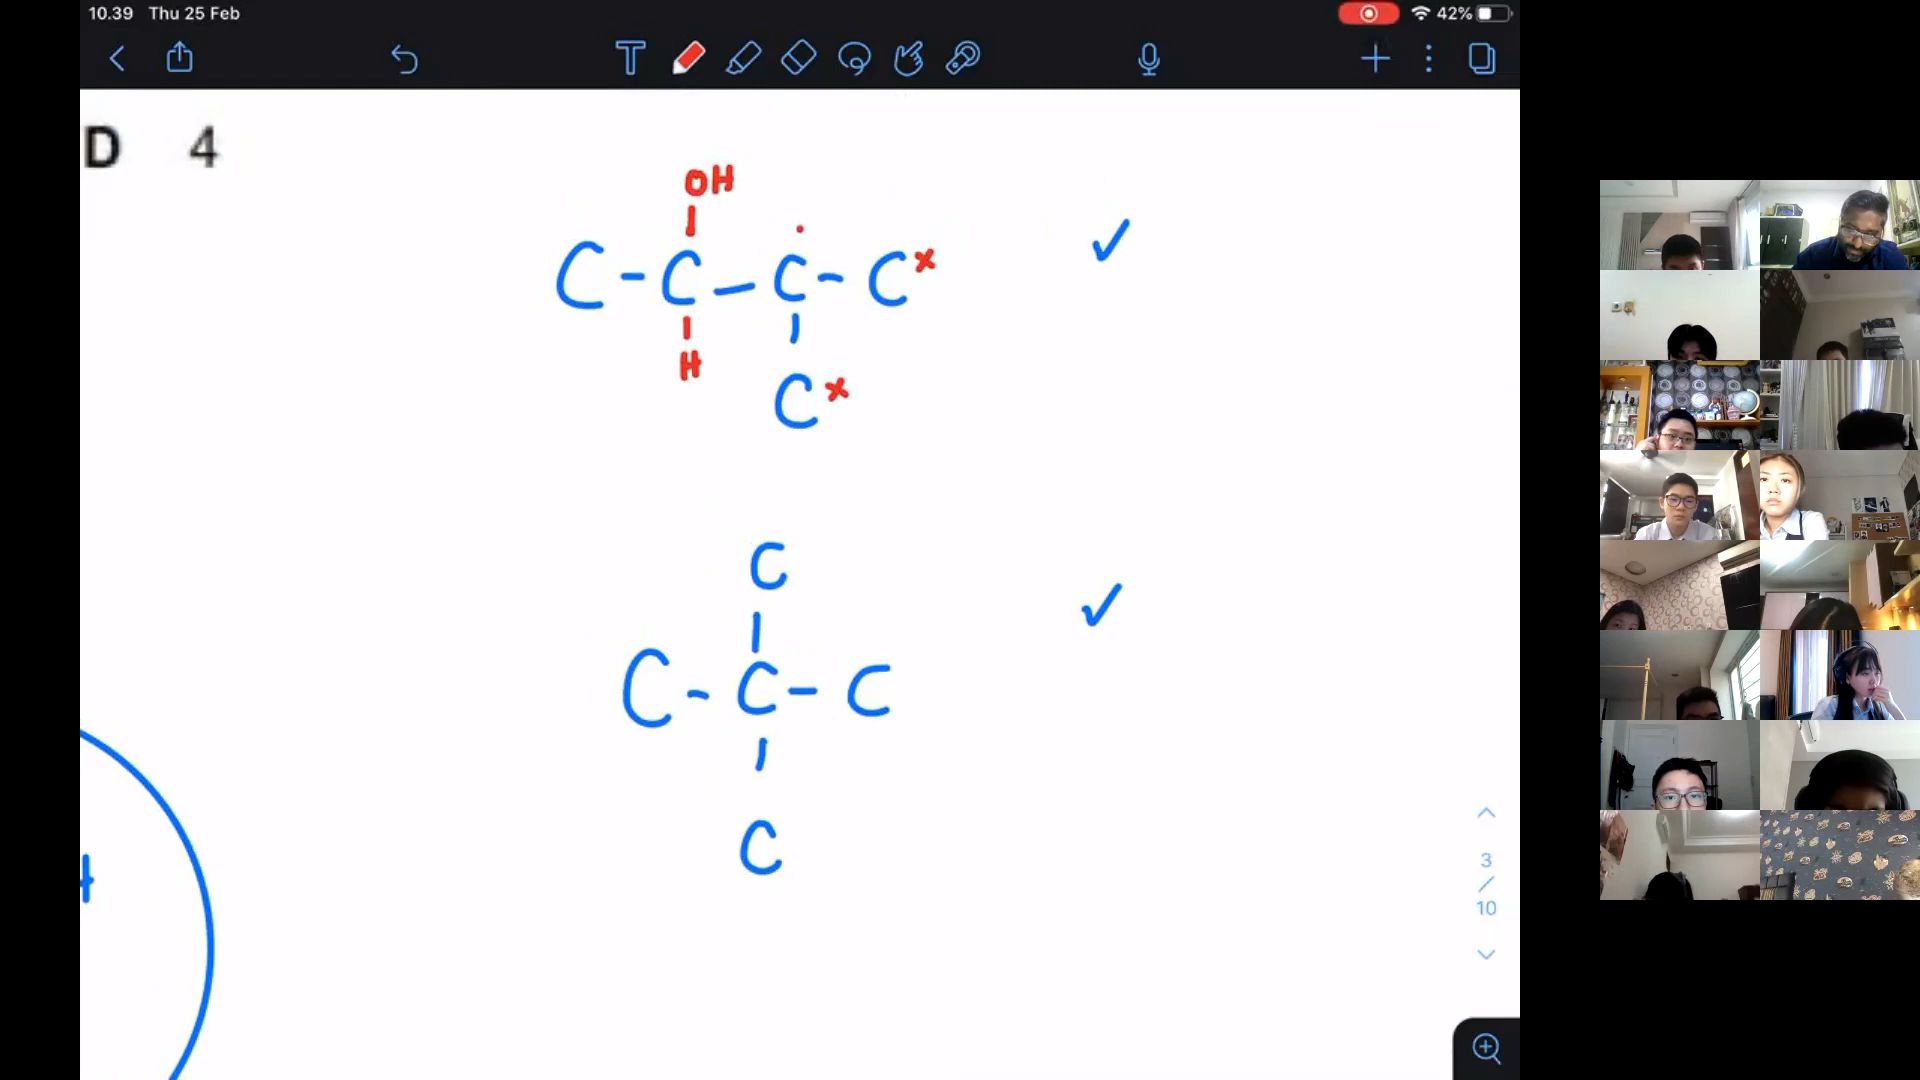 10.39 Thu 25 Feb 42%
T
D 4
OH
C - C - C - C x
H
C x
C
C - C - C
C
3
/
10